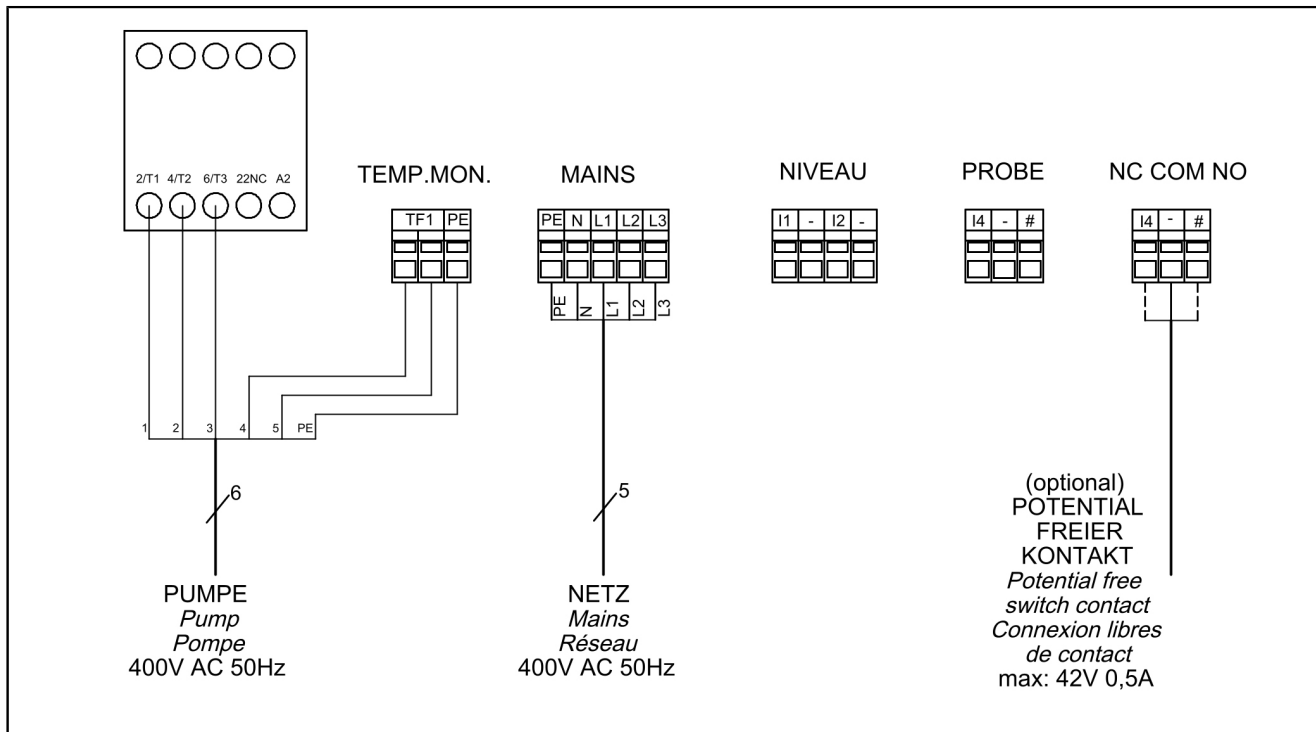 2/T1 4/T2 6/T3 22NC A2
TEMP.MON. MAINS NIVEAU PROBE NC COM NO
TF1 PE
PE N L1 L2 L3
I1 - I2 -
I4 - #
I4 - #
PE N L1 L2 L3
1 2 3 4 5 PE
6
5
PUMPE
Pump
Pompe
400V AC 50Hz
NETZ
Mains
Réseau
400V AC 50Hz
(optional)
POTENTIAL
FREIER
KONTAKT
Potential free
switch contact
Connexion libres
de contact
max: 42V 0,5A